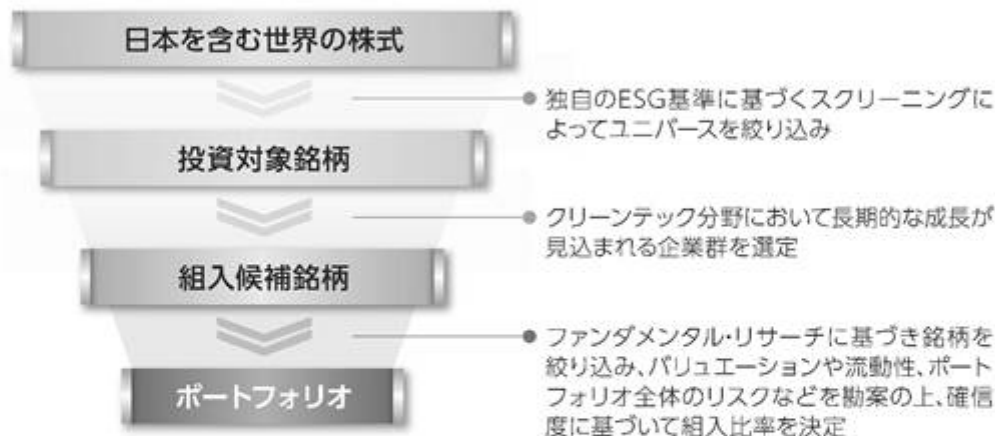 日本を含む世界の株式
● 独自のESG基準に基づくスクリーニングに
よってユニバースを絞り込み
投資対象銘柄
● クリーンテック分野において長期的な成長が
見込まれる企業群を選定
組入候補銘柄
● ファンダメンタル・リサーチに基づき銘柄を
絞り込み、バリュエーションや流動性、ポート
フォリオ全体のリスクなどを勘案の上、確信
度に基づいて組入比率を決定
ポートフォリオ